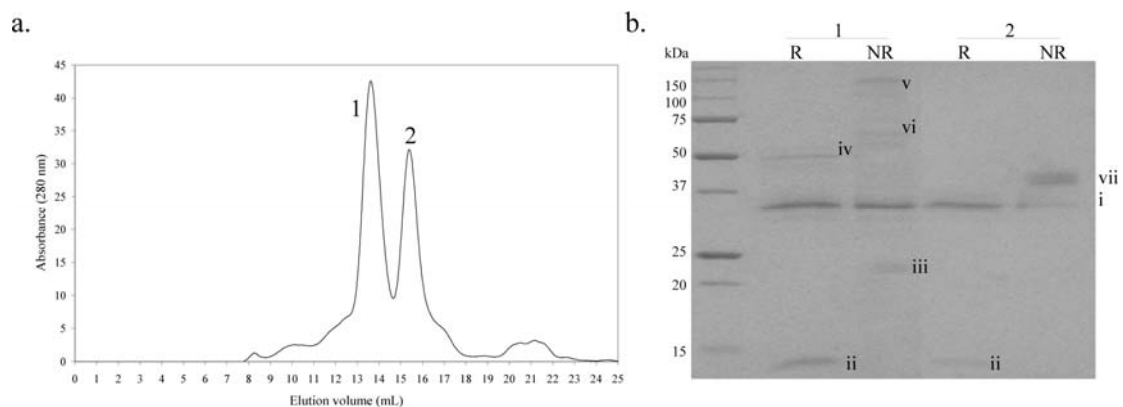 a.
45
40
35
30
25
20
15
10
5
0
Absorbance (280 nm)
1
2
0 1 2 3 4 5 6 7 8 9 10 11 12 13 14 15 16 17 18 19 20 21 22 23 24 25
Elution volume (mL)
b.
1 2
kDa R NR R NR
150
100
75
50
37
25
20
15
v
vi
iv
vii
i
iii
ii ii